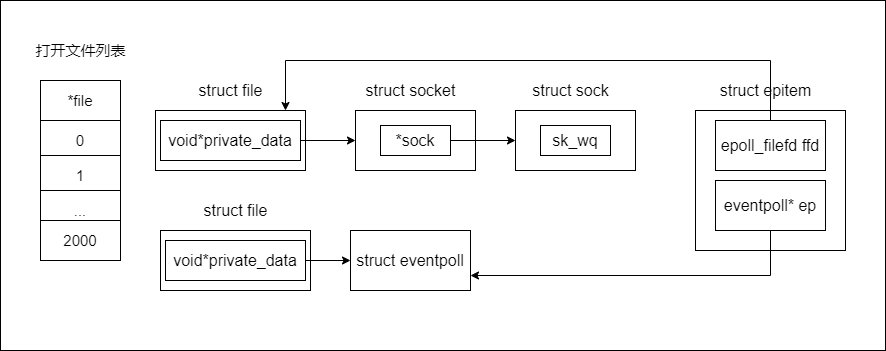 打开文件列表
*file
0
1
...
2000
struct file
void*private_data
struct socket
*sock
struct sock
sk_wq
struct epitem
epoll_filefd ffd
eventpoll* ep
struct file
void*private_data
struct eventpoll